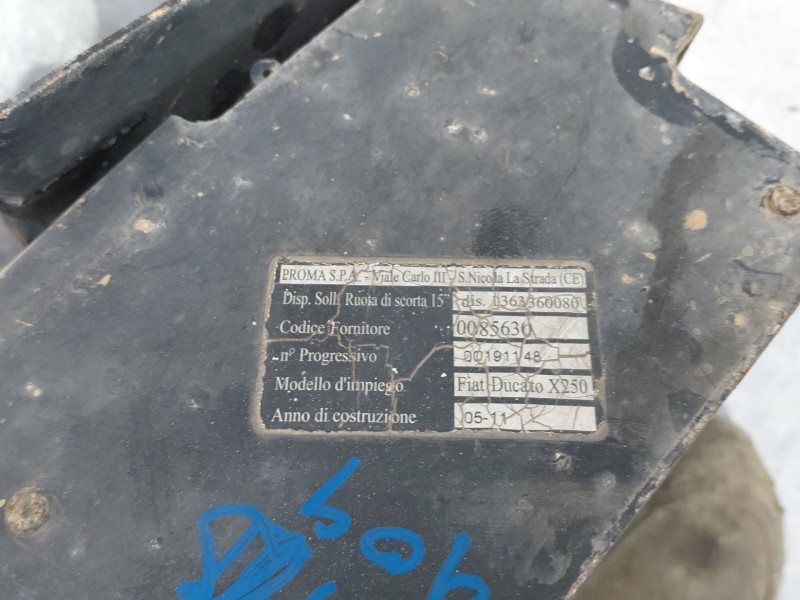 PROMA S.P.A. - Viale Carlo III - S.Nicola La Strada (CE)
Disp. Soll. Ruota di scorta 15" dis. 1363360080
Codice Fornitore 0085630
n° Progressivo 00191148
Modello d'impiego Fiat Ducato X250
Anno di costruzione 05-11